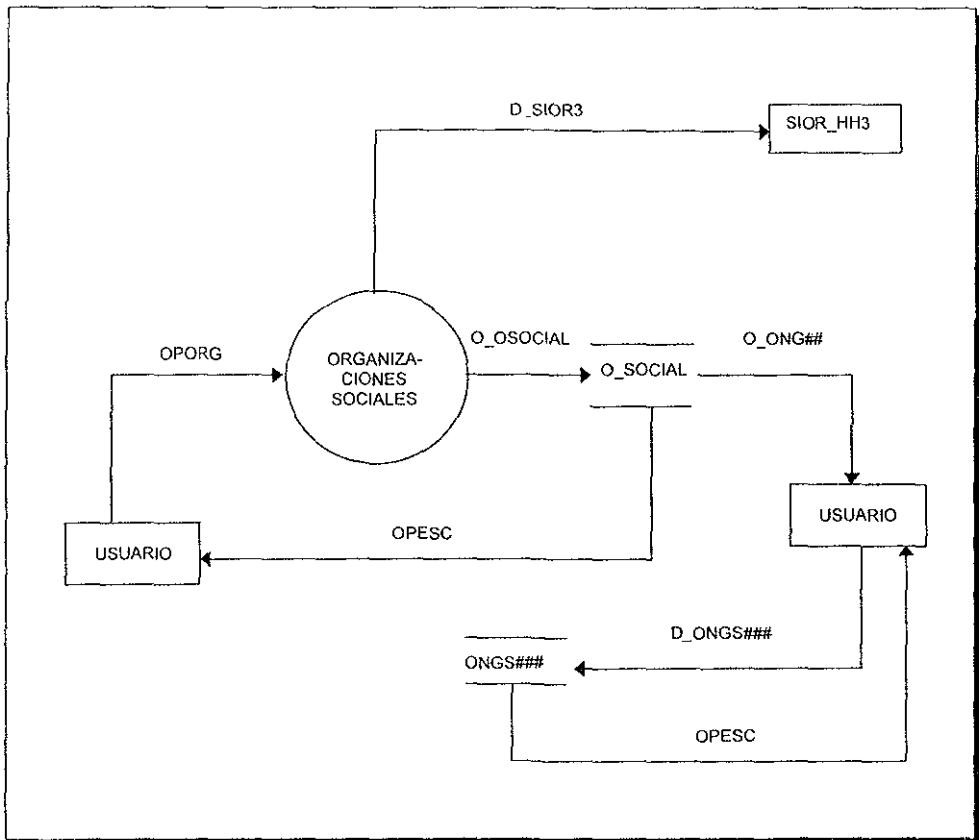 D_SIOR3
SIOR_HH3
OPORG
ORGANIZA-
CIONES
SOCIALES
O_OSOCIAL
O_SOCIAL
O_ONG##
USUARIO
OPESC
USUARIO
D_ONGS###
ONGS###
OPESC